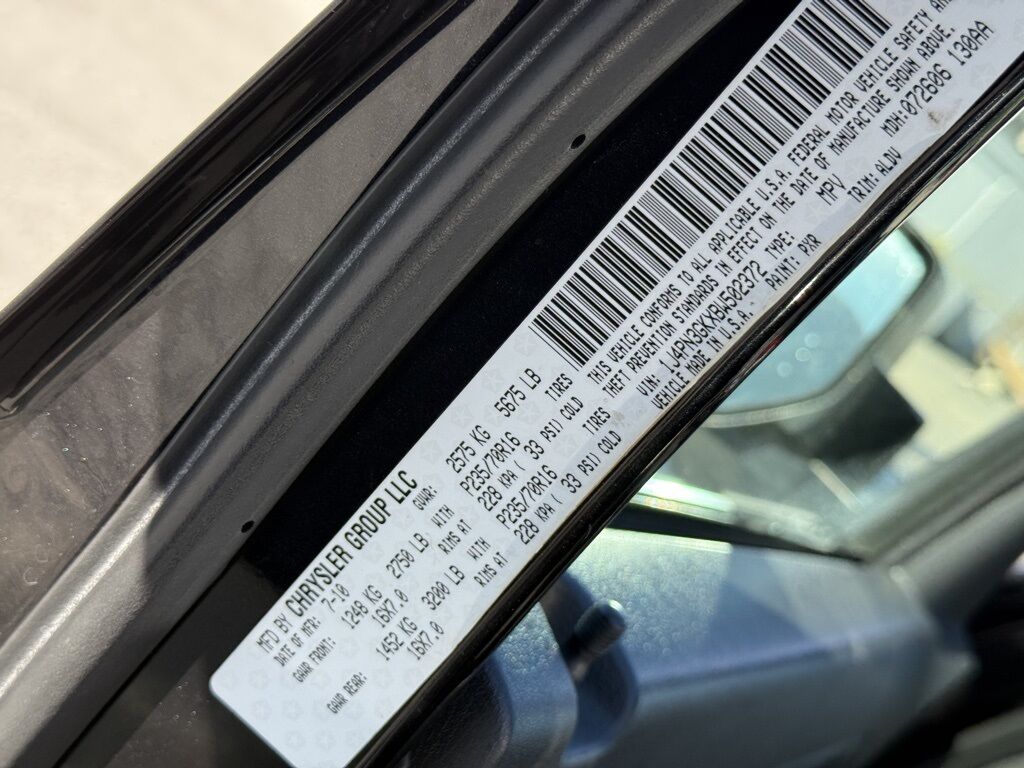 MFD BY CHRYSLER GROUP LLC
DATE OF MFR: 7-10 GVWR: 2575 KG 5675 LB
GAWR FRONT: 1248 KG 2750 LB WITH P235/70R16 TIRES
16X7.0 RIMS AT 228 KPA( 33 PSI) COLD
GAWR REAR: 1452 KG 3200 LB WITH P235/70R16 TIRES
16X7.0 RIMS AT 228 KPA( 33 PSI) COLD
THIS VEHICLE CONFORMS TO ALL APPLICABLE U.S.A. FEDERAL MOTOR VEHICLE SAFETY
THEFT PREVENTION STANDARDS IN EFFECT ON THE DATE OF MANUFACTURE SHOWN ABOVE.
VIN: 1J4PN3GKXBW502372 TYPE: MPV MDH:072606 130AA
VEHICLE MADE IN U.S.A. PAINT: PXR TRIM: ALDV